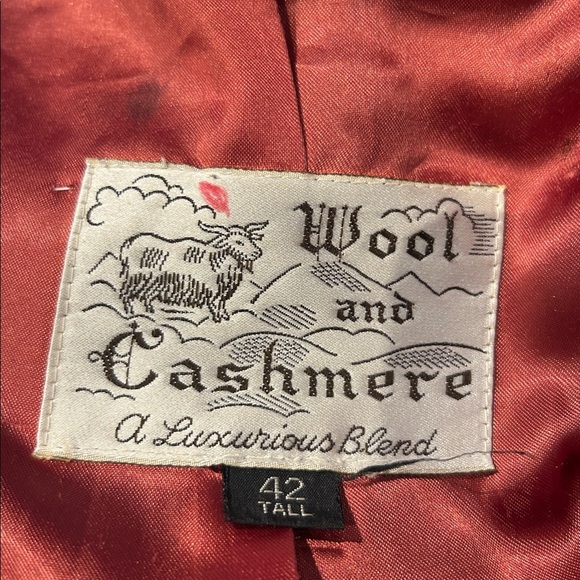 Wool
and
Cashmere
A Luxurious Blend
42
TALL